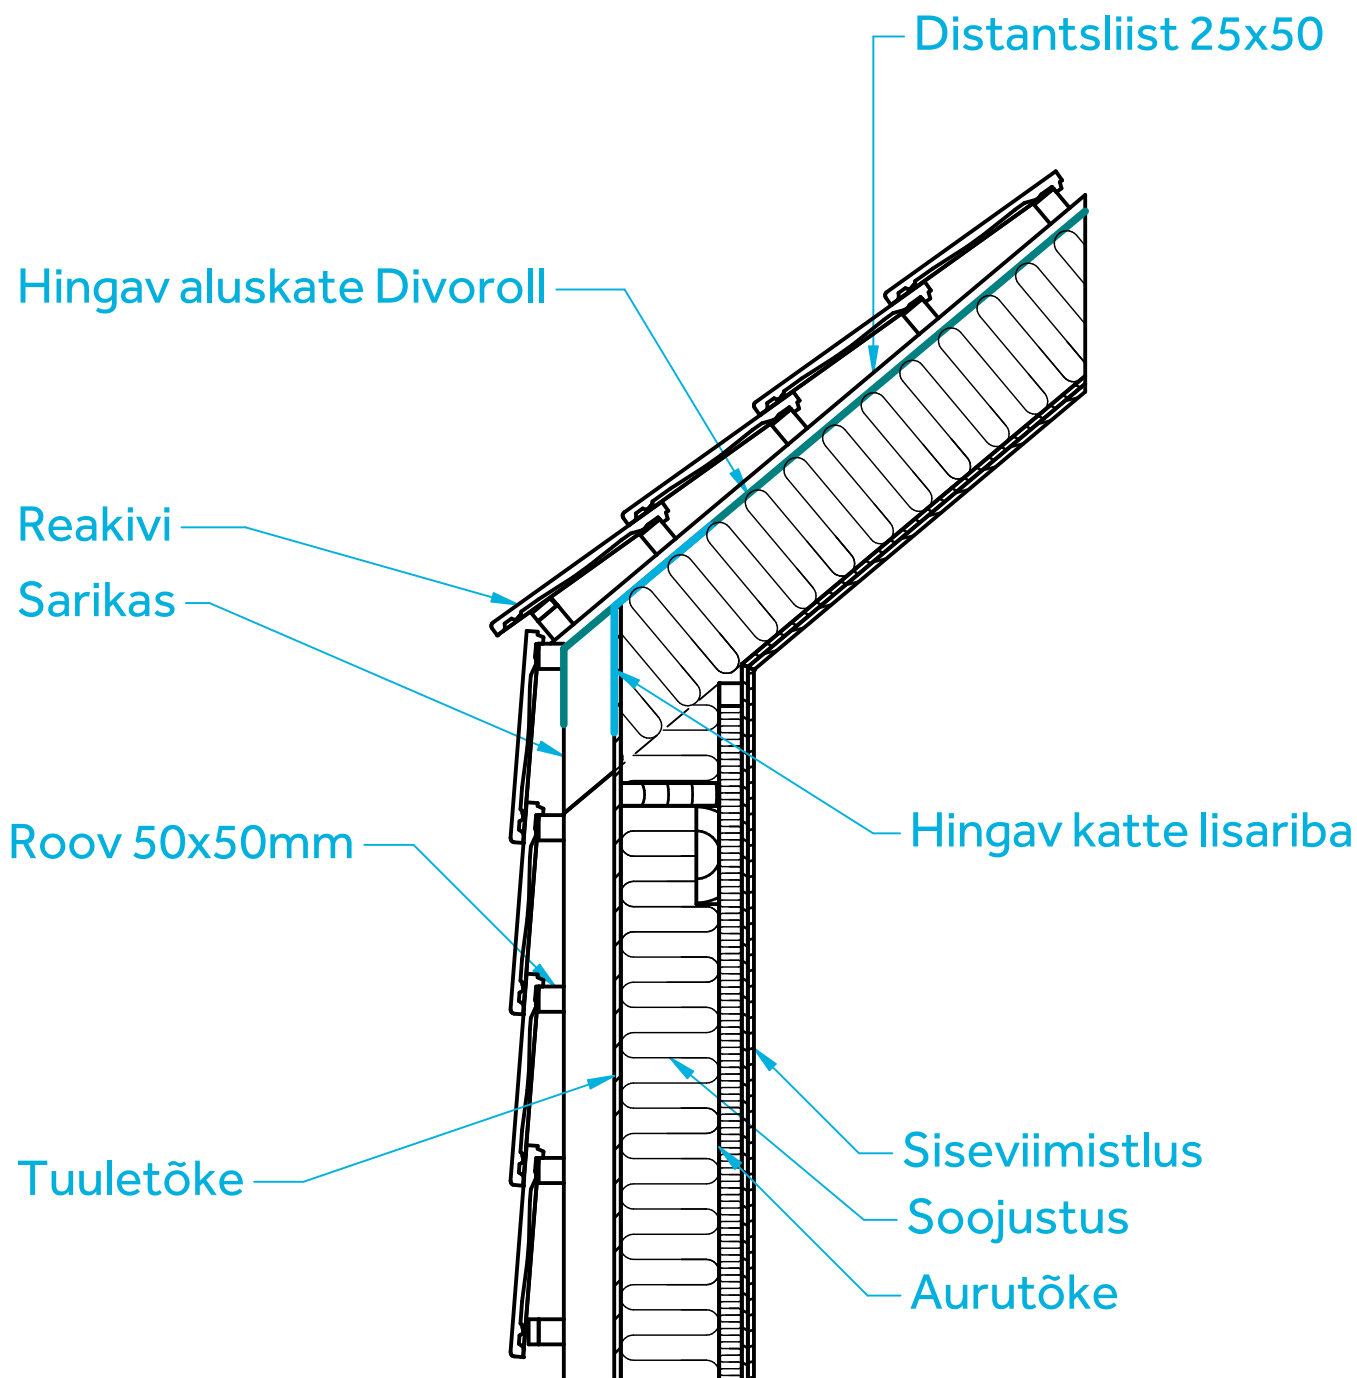 Distantsliist 25x50
Hingav aluskate Divoroll
Reakivi
Sarikas
Roov 50x50mm
Hingav katte lisariba
Tuuletõke
Siseviimistlus
Soojustus
Aurutõke